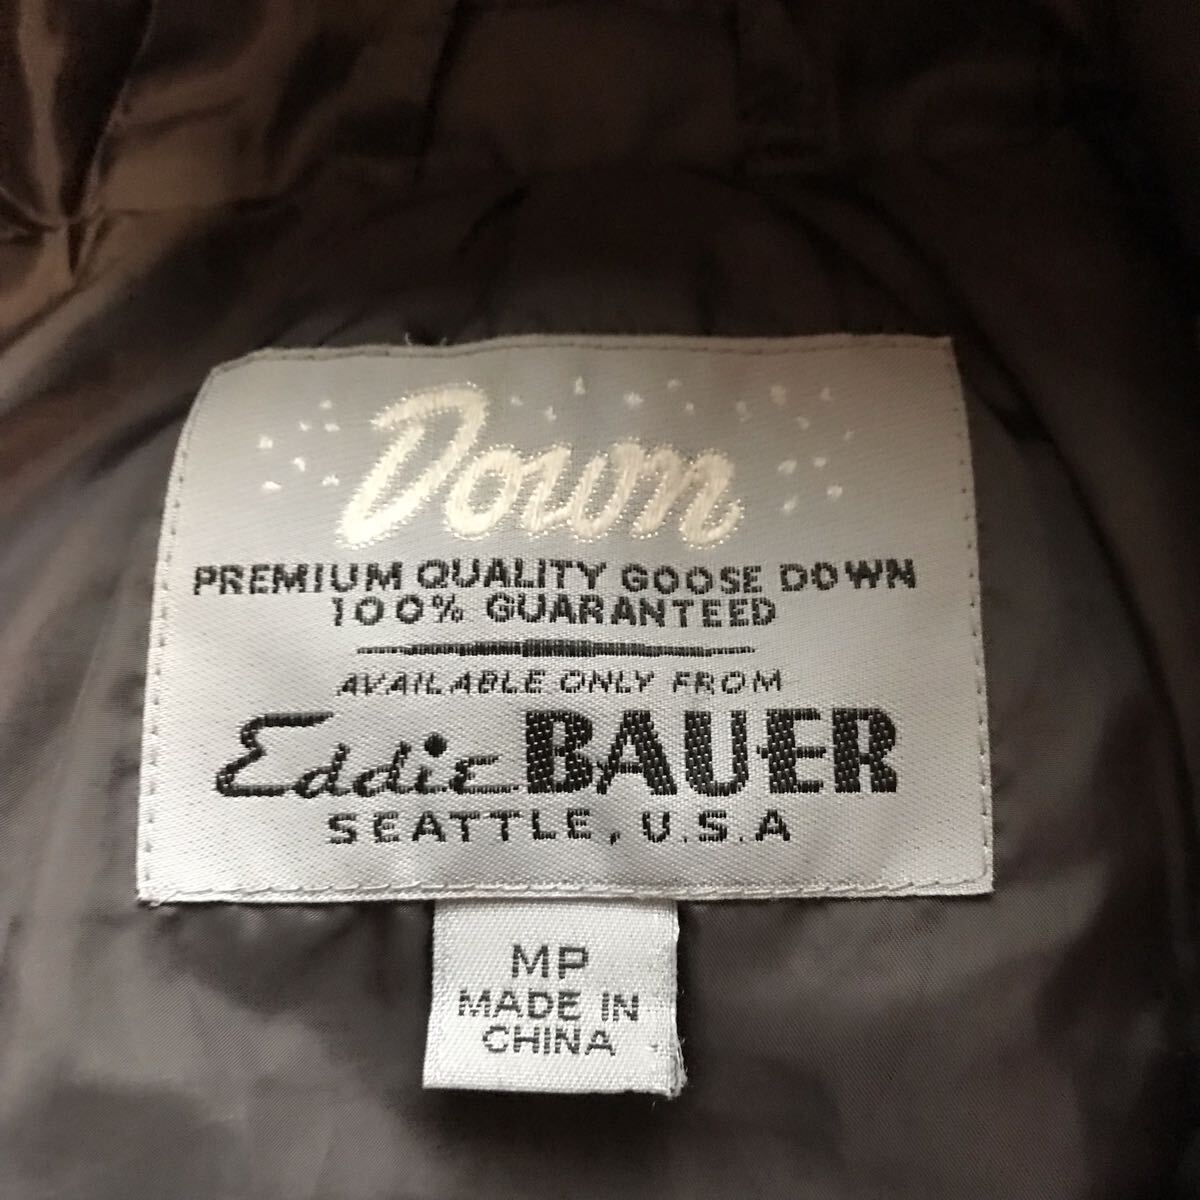 Down
PREMIUM QUALITY GOOSE DOWN
100% GUARANTEED
AVAILABLE ONLY FROM
Eddie BAUER
SEATTLE, U.S.A
MP
MADE IN
CHINA